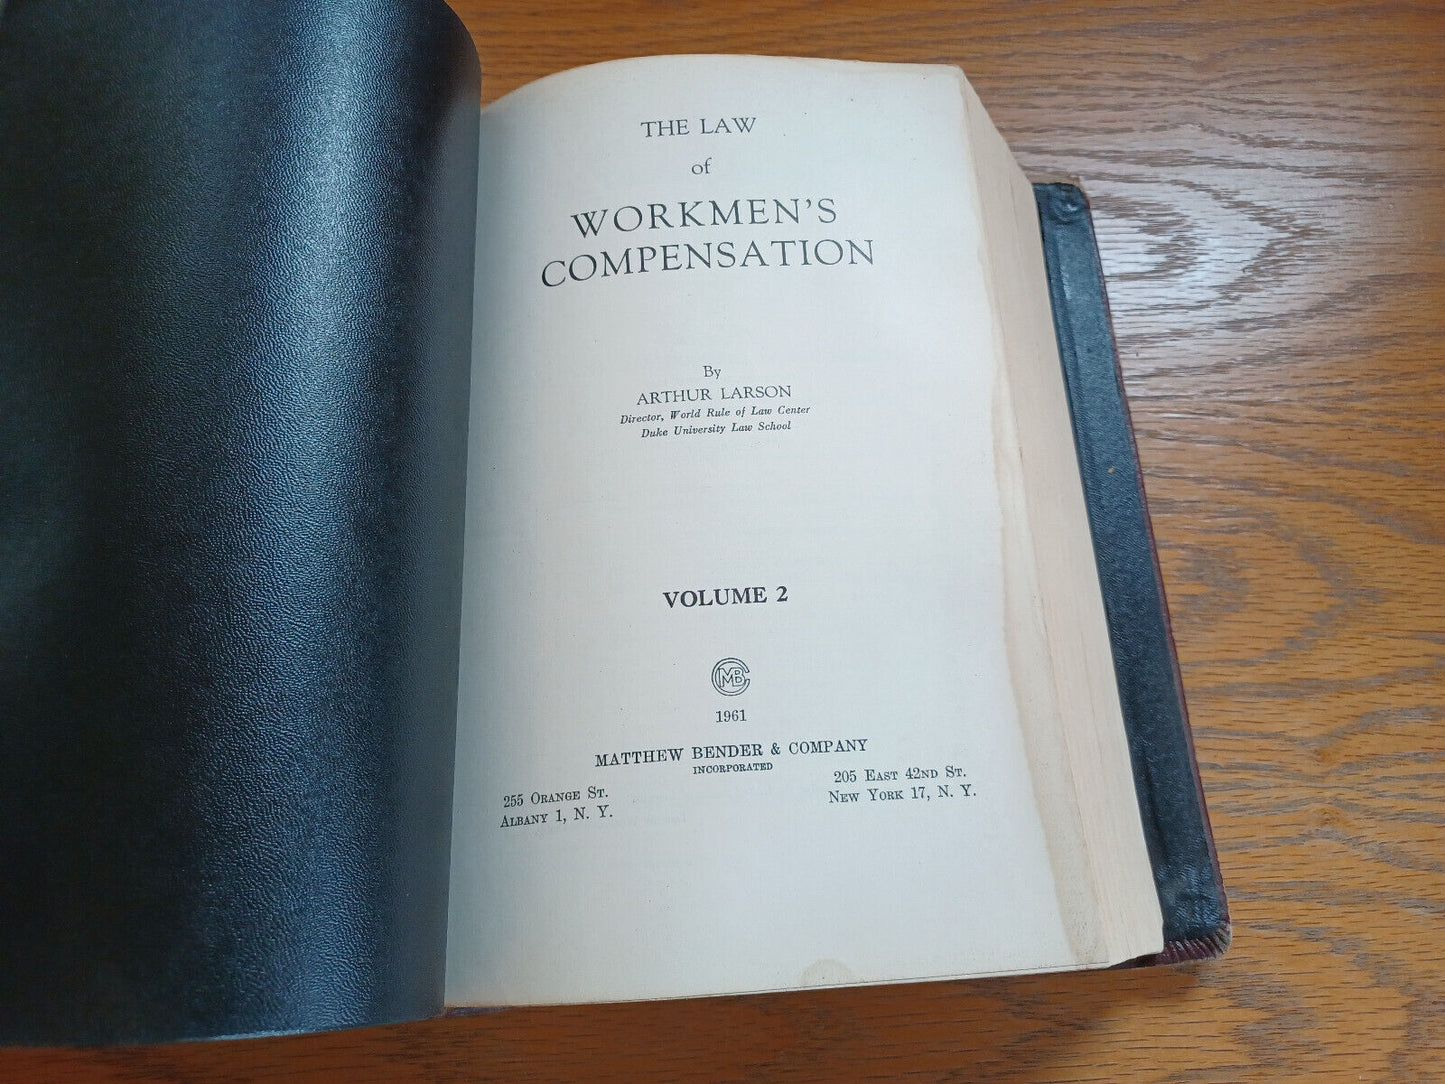 THE LAW
of
WORKMEN'S
COMPENSATION
By
ARTHUR LARSON
Director, World Rule of Law Center
Duke University Law School
VOLUME 2
CMB
1961
MATTHEW BENDER & COMPANY
INCORPORATED
255 ORANGE ST.
ALBANY 1, N. Y.
205 EAST 42ND ST.
NEW YORK 17, N. Y.